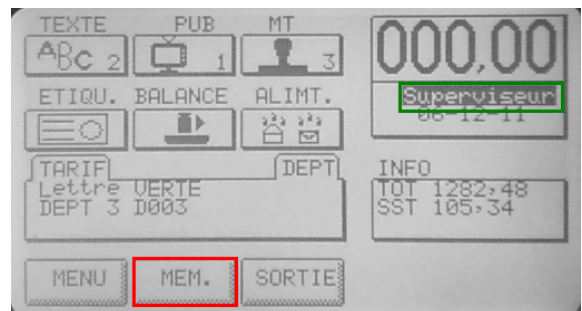 TEXTE PUB MT
ABC 2 1 3
000,00
ETIQU. BALANCE ALIMT.
Superviseur
06-12-11
TARIF DEPT
Lettre VERTE
DEPT 3 D003
INFO
TOT 1282,48
SST 105,34
MENU MEM. SORTIE